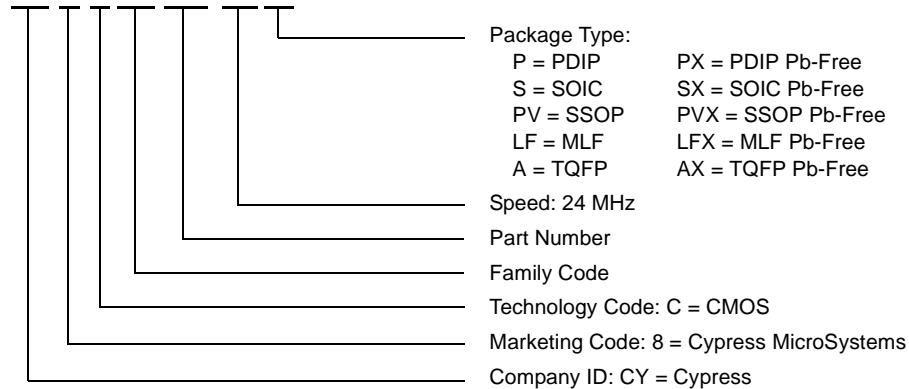 Package Type:
P = PDIP PX = PDIP Pb-Free
S = SOIC SX = SOIC Pb-Free
PV = SSOP PVX = SSOP Pb-Free
LF = MLF LFX = MLF Pb-Free
A = TQFP AX = TQFP Pb-Free
Speed: 24 MHz
Part Number
Family Code
Technology Code: C = CMOS
Marketing Code: 8 = Cypress MicroSystems
Company ID: CY = Cypress